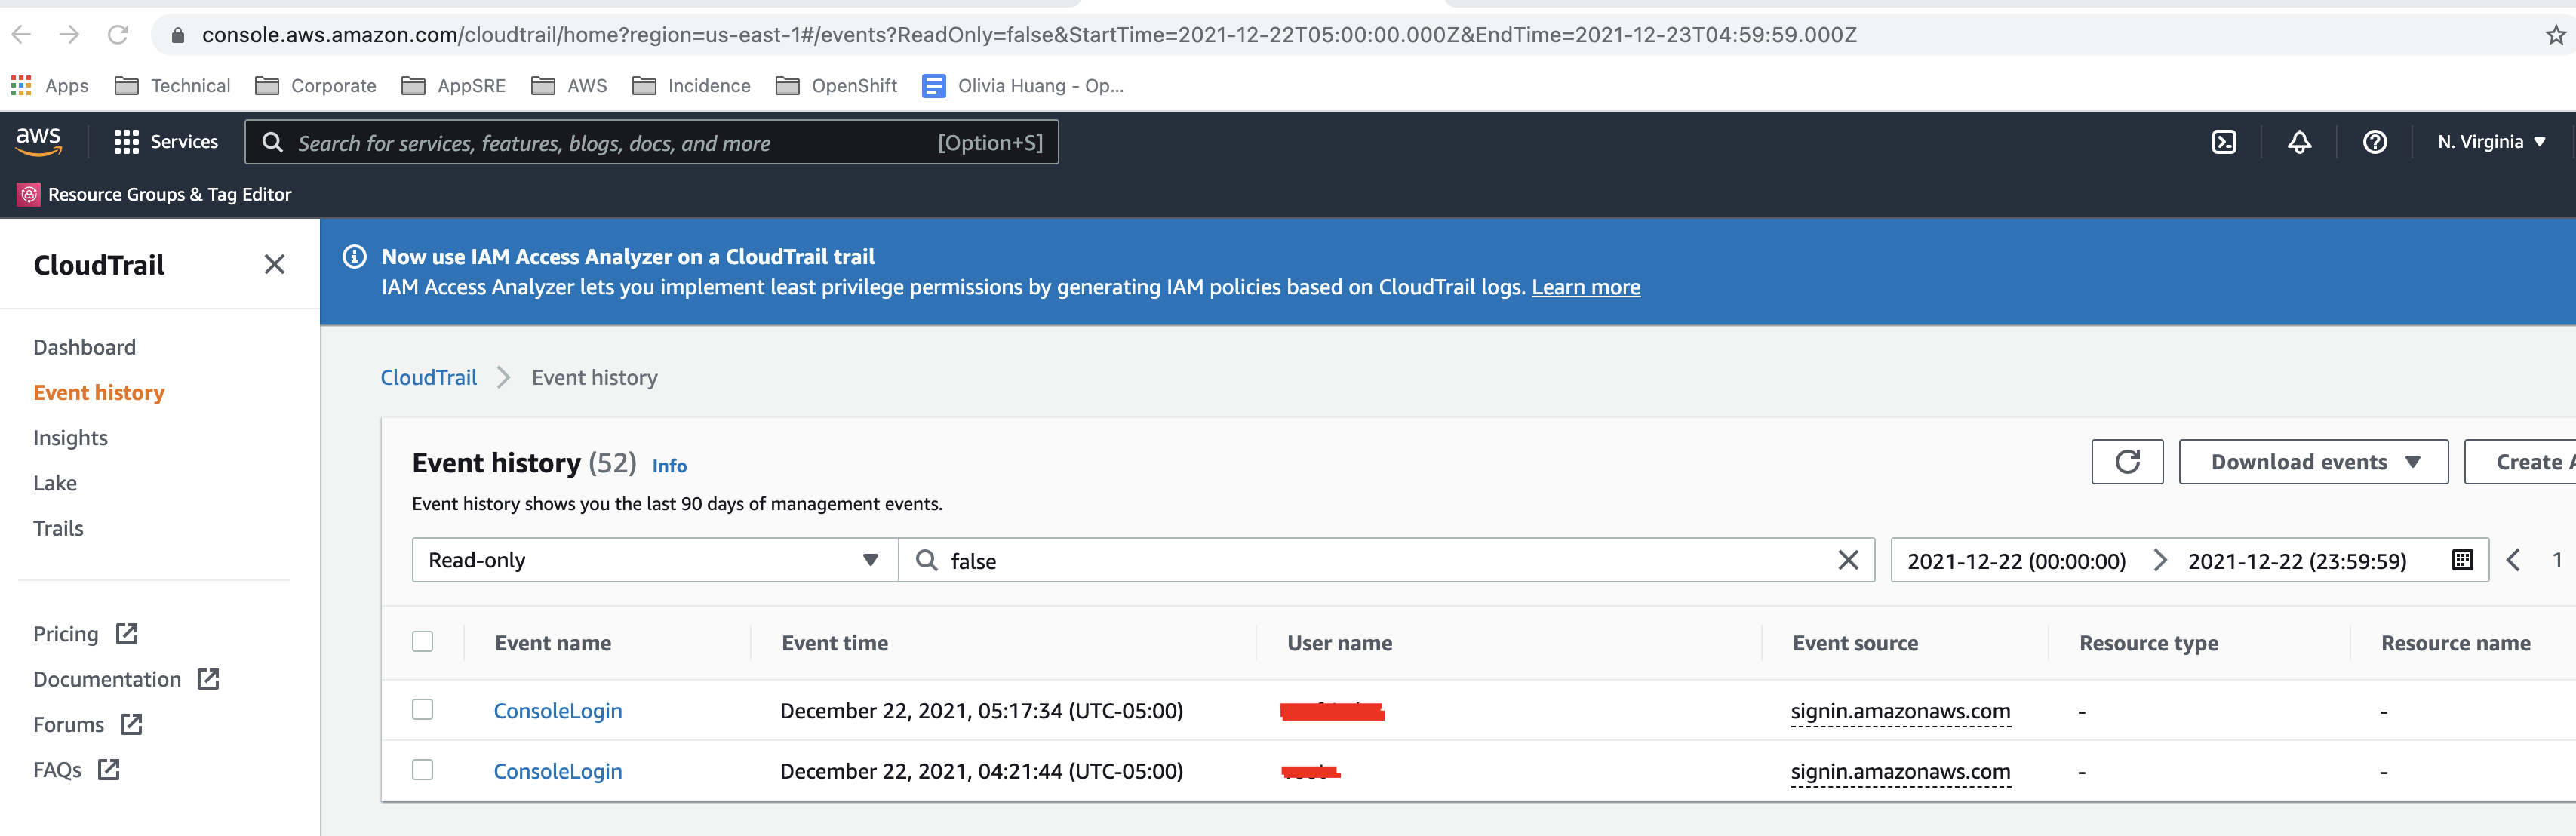 console.aws.amazon.com/cloudtrail/home?region=us-east-1#/events?ReadOnly=false&StartTime=2021-12-22T05:00:00.000Z&EndTime=2021-12-23T04:59:59.000Z
Apps Technical Corporate AppSRE AWS Incidence OpenShift Olivia Huang - Op...
aws Services Search for services, features, blogs, docs, and more [Option+S] N. Virginia
Resource Groups & Tag Editor
CloudTrail
Now use IAM Access Analyzer on a CloudTrail trail
IAM Access Analyzer lets you implement least privilege permissions by generating IAM policies based on CloudTrail logs. Learn more
Dashboard
Event history
Insights
Lake
Trails
Pricing
Documentation
Forums
FAQs
CloudTrail Event history
Event history (52) Info
Download events Create A
Event history shows you the last 90 days of management events.
Read-only false 2021-12-22 (00:00:00) 2021-12-22 (23:59:59) 1
Event name Event time User name Event source Resource type Resource name
ConsoleLogin December 22, 2021, 05:17:34 (UTC-05:00) signin.amazonaws.com - -
ConsoleLogin December 22, 2021, 04:21:44 (UTC-05:00) signin.amazonaws.com - -